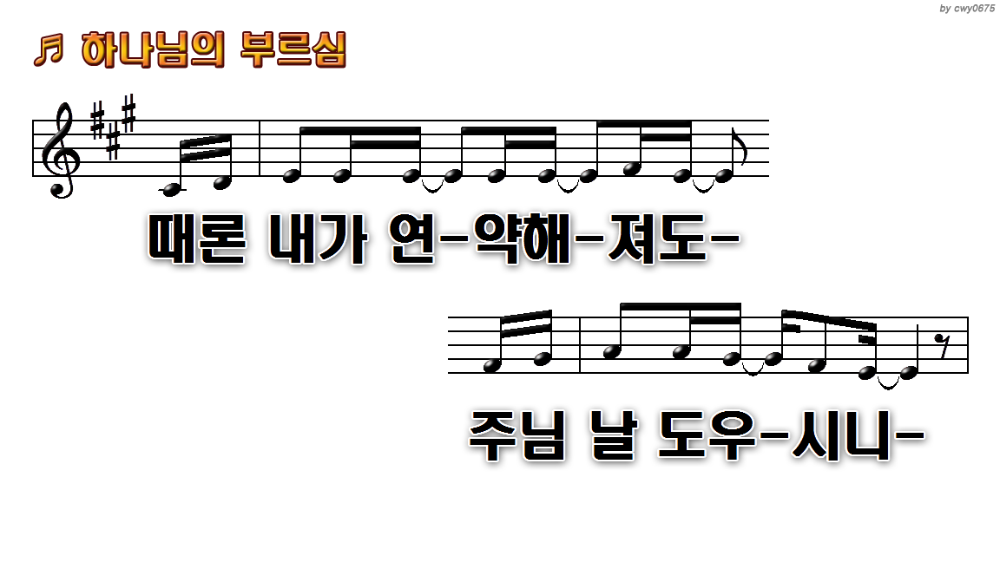 by cwy0675
♬ 하나님의 부르심
때론 내가 연-약해-져도-
주님 날 도우-시니-